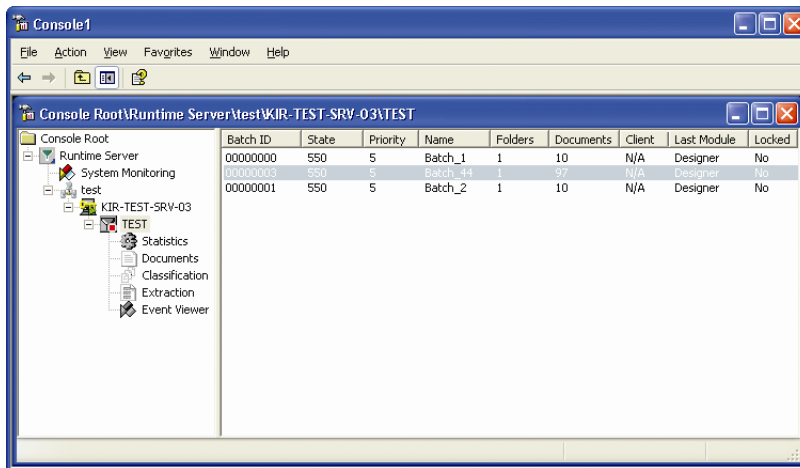 Console1
File Action View Favorites Window Help
Console Root\Runtime Server\test\KIR-TEST-SRV-03\TEST
Console Root
Runtime Server
System Monitoring
test
KIR-TEST-SRV-03
TEST
Statistics
Documents
Classification
Extraction
Event Viewer
Batch ID State Priority Name Folders Documents Client Last Module Locked
00000000 550 5 Batch_1 1 10 N/A Designer No
00000003 550 5 Batch_44 1 97 N/A Designer No
00000001 550 5 Batch_2 1 10 N/A Designer No